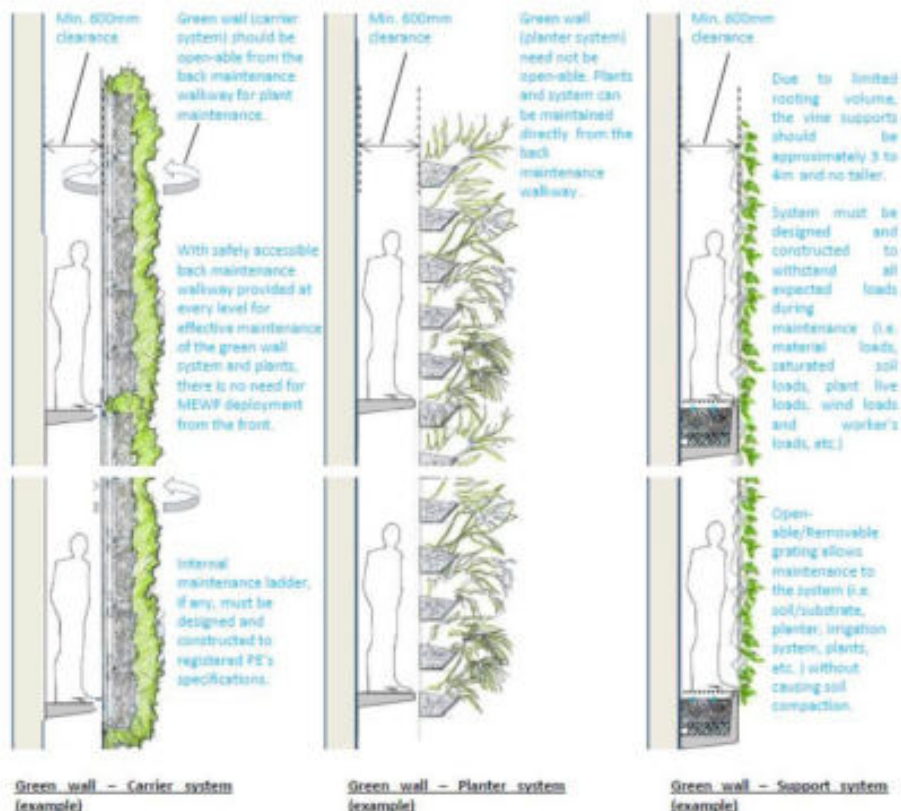 Min. 600mm
clearance
Green wall (carrier
system) should be
open-able from the
back maintenance
walkway for plant
maintenance.
With safely accessible
back maintenance
walkway provided at
every level for
effective maintenance
of the green wall
system and plants,
there is no need for
MEWP deployment
from the front.
Internal
maintenance ladder,
if any, must be
designed and
constructed to
registered PE's
specifications.
Green wall – Carrier system
(example)
Min. 600mm
clearance
Green wall
(planter system)
need not be
open-able. Plants
and system can
be maintained
directly from the
back
maintenance
walkway.
Green wall – Planter system
(example)
Min. 600mm
clearance
Due to limited
rooting volume,
the vine supports
should be
approximately 3 to
4m and no taller.
System must be
designed and
constructed to
withstand all
expected loads
during
maintenance (i.e.
material loads,
saturated soil
loads, plant live
loads, wind loads
and worker's
loads, etc.)
Open-
able/Removable
grating allows
maintenance to
the system (i.e.
soil/substrate,
planter, irrigation
system, plants,
etc. ) without
causing soil
compaction.
Green wall – Support system
(example)